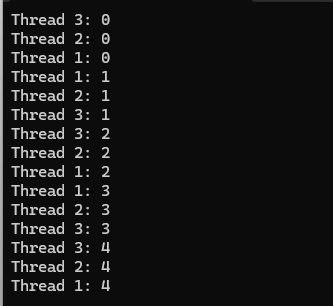 Thread 3: 0
Thread 2: 0
Thread 1: 0
Thread 1: 1
Thread 2: 1
Thread 3: 1
Thread 3: 2
Thread 2: 2
Thread 1: 2
Thread 1: 3
Thread 2: 3
Thread 3: 3
Thread 3: 4
Thread 2: 4
Thread 1: 4